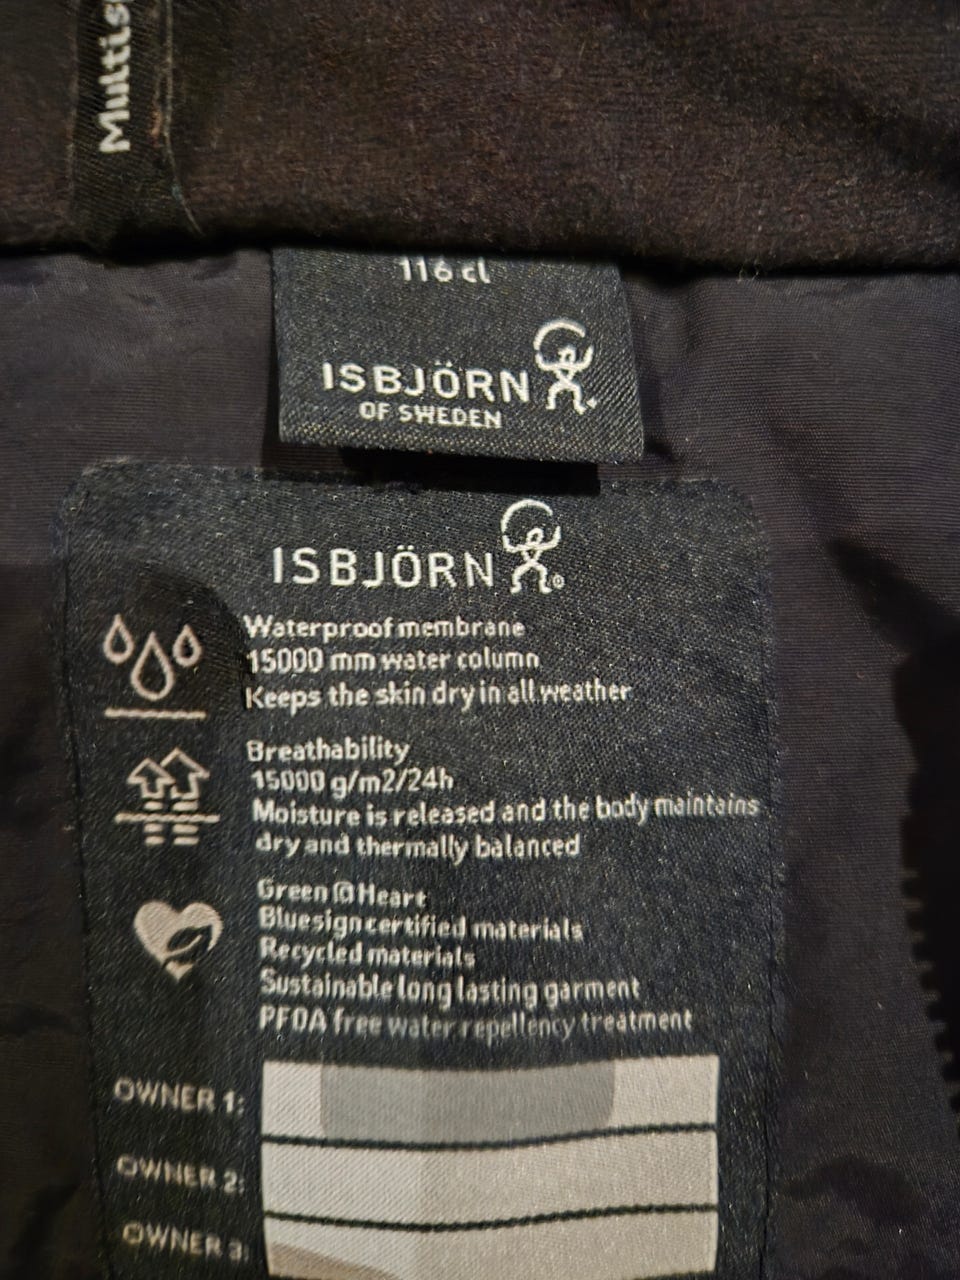 116 cl
ISBJÖRN
OF SWEDEN
ISBJÖRN
Waterproof membrane
15000 mm water column
Keeps the skin dry in all weather
Breathability
15000 g/m2/24h
Moisture is released and the body maintains
dry and thermally balanced
Green @ Heart
Bluesign certified materials
Recycled materials
Sustainable long lasting garment
PFOA free water repellency treatment
OWNER 1:
OWNER 2:
OWNER 3